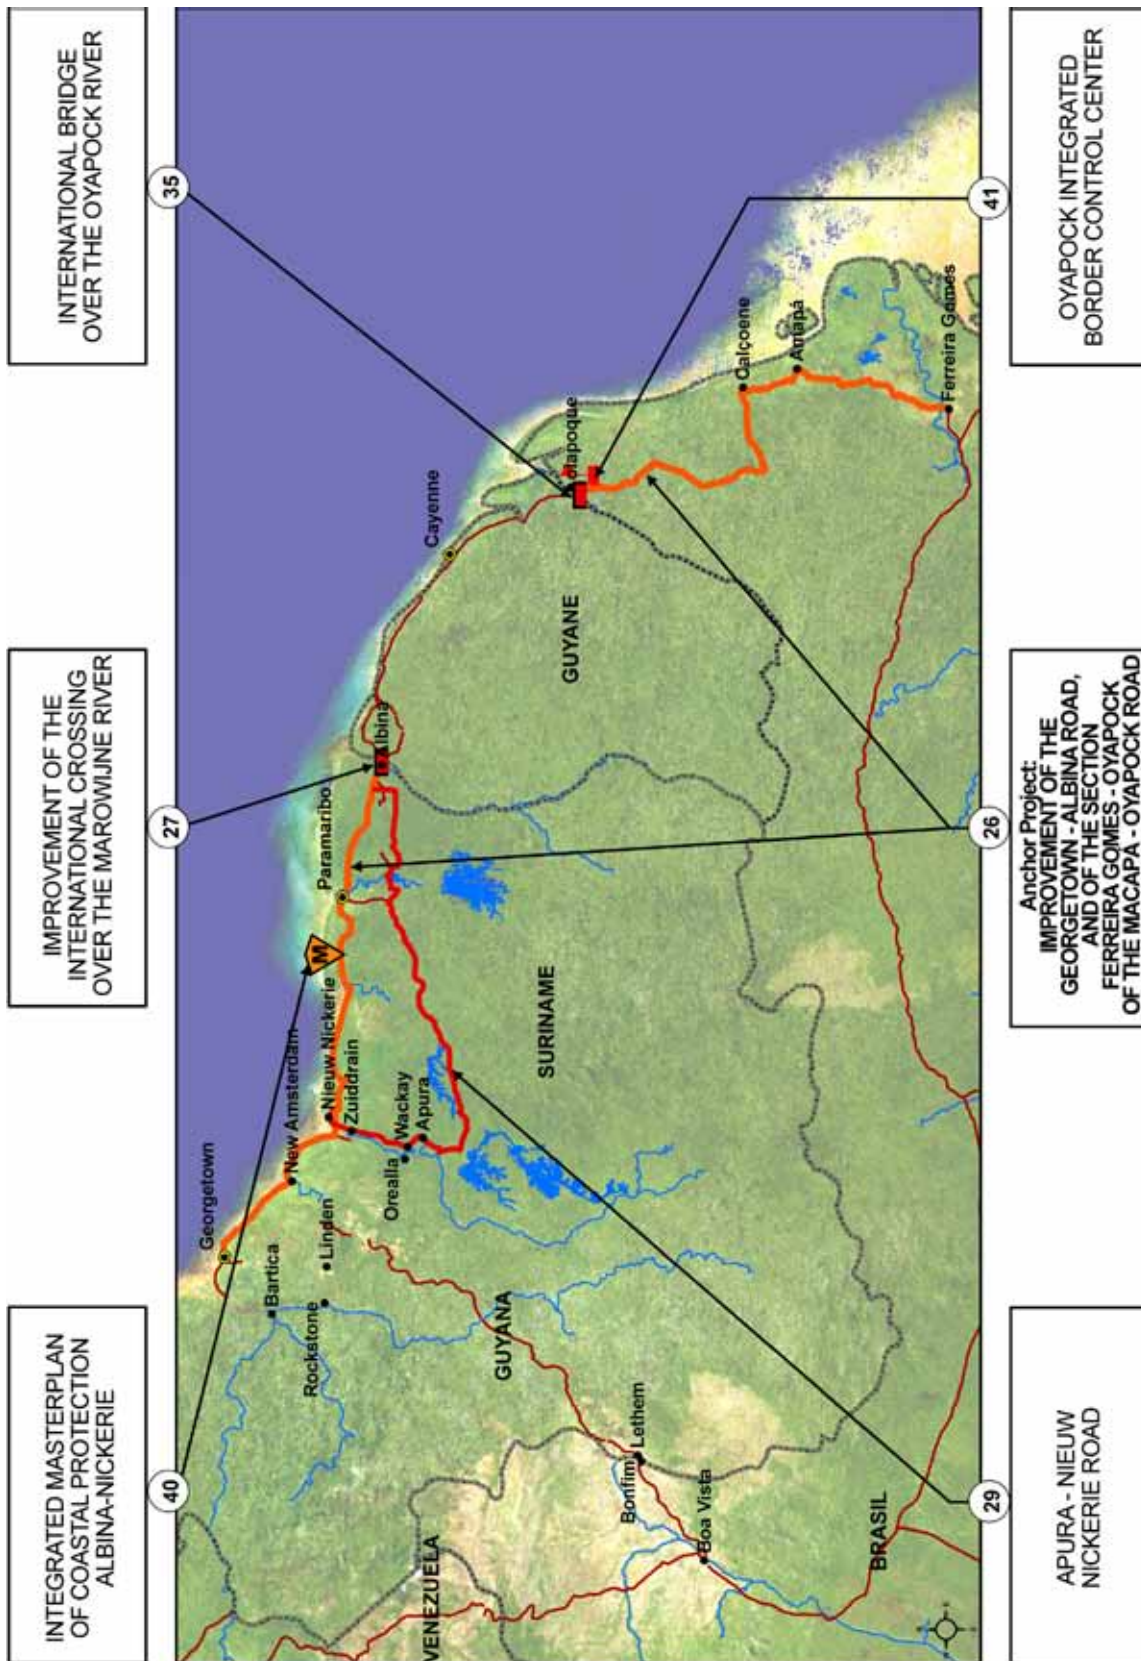 INTEGRATED MASTERPLAN
OF COASTAL PROTECTION
ALBINA-NICKERIE
IMPROVEMENT OF THE
INTERNATIONAL CROSSING
OVER THE MAROWIJNE RIVER
INTERNATIONAL BRIDGE
OVER THE OYAPOCK RIVER
40
27
35
Georgetown
Bartica
New Amsterdam
Linden
Rockstone
Nieuw Nickerie
Zuiddrain
M
Paramaribo
Albina
Cayenne
Orealla
Wackay
Apura
VENEZUELA
GUYANA
SURINAME
GUYANE
Oiapoque
Bonfim
Lethem
Boa Vista
Calçoene
Amapá
BRASIL
Ferreira Gomes
29
26
41
APURA - NIEUW
NICKERIE ROAD
Anchor Project:
IMPROVEMENT OF THE
GEORGETOWN - ALBINA ROAD,
AND OF THE SECTION
FERREIRA GOMES - OYAPOCK
OF THE MACAPA - OYAPOCK ROAD
OYAPOCK INTEGRATED
BORDER CONTROL CENTER